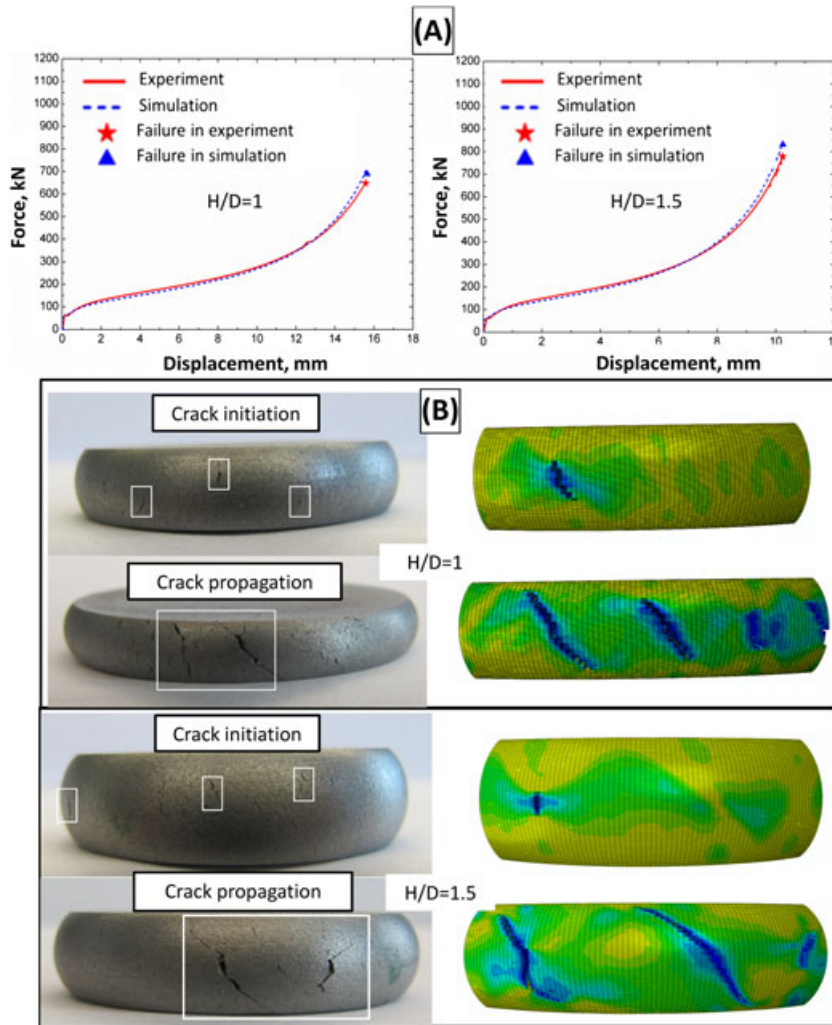 (A)
1200
1100
1000
900
800
700
600
500
400
300
200
100
0
Force, kN
Experiment
Simulation
Failure in experiment
Failure in simulation
H/D=1
0 2 4 6 8 10 12 14 16 18
Displacement, mm
1200
1100
1000
900
800
700
600
500
400
300
200
100
0
Experiment
Simulation
Failure in experiment
Failure in simulation
H/D=1.5
0 2 4 6 8 10
Displacement, mm
(B)
Crack initiation
H/D=1
Crack propagation
Crack initiation
H/D=1.5
Crack propagation